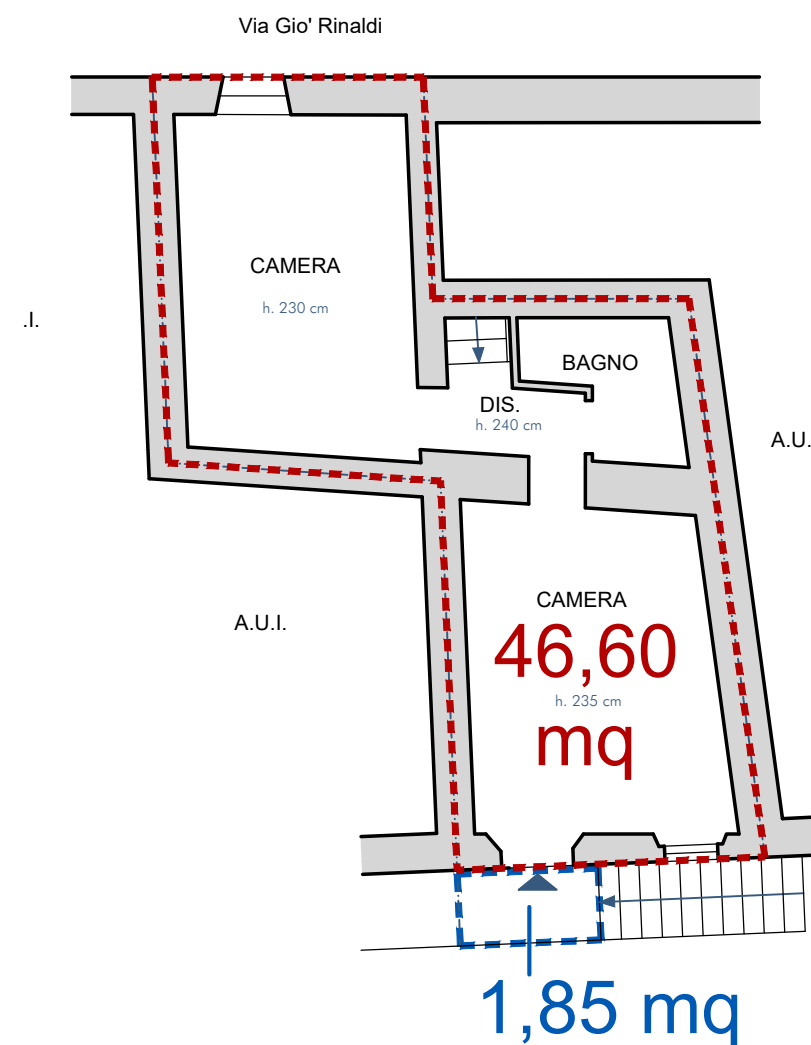 Via Gio' Rinaldi
CAMERA
h. 230 cm
.I.
BAGNO
DIS.
h. 240 cm
A.U.
A.U.I.
CAMERA
46,60
h. 235 cm
mq
1,85 mq